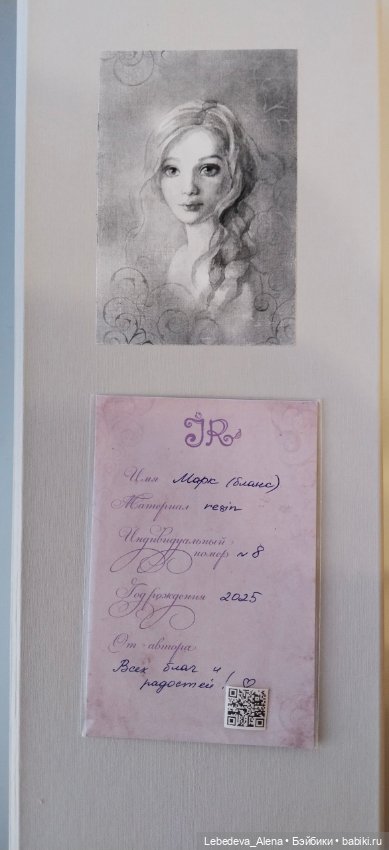 JR
Имя Марк (бланс)
Материал resin
Индивидуальный
номер №8
Год рождения 2025
От автора
Всех благ и
радостей! ♡
Lebedeva_Alena • Бэйбики • babiki.ru